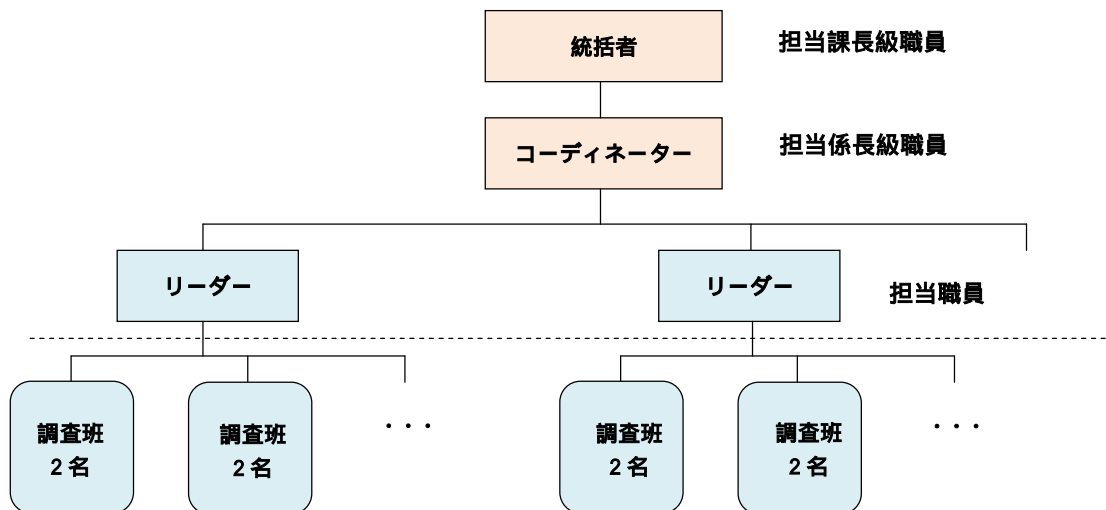 統括者
担当課長級職員
コーディネーター
担当係長級職員
リーダー
リーダー
担当職員
調査班
2名
調査班
2名
・・・
調査班
2名
調査班
2名
・・・